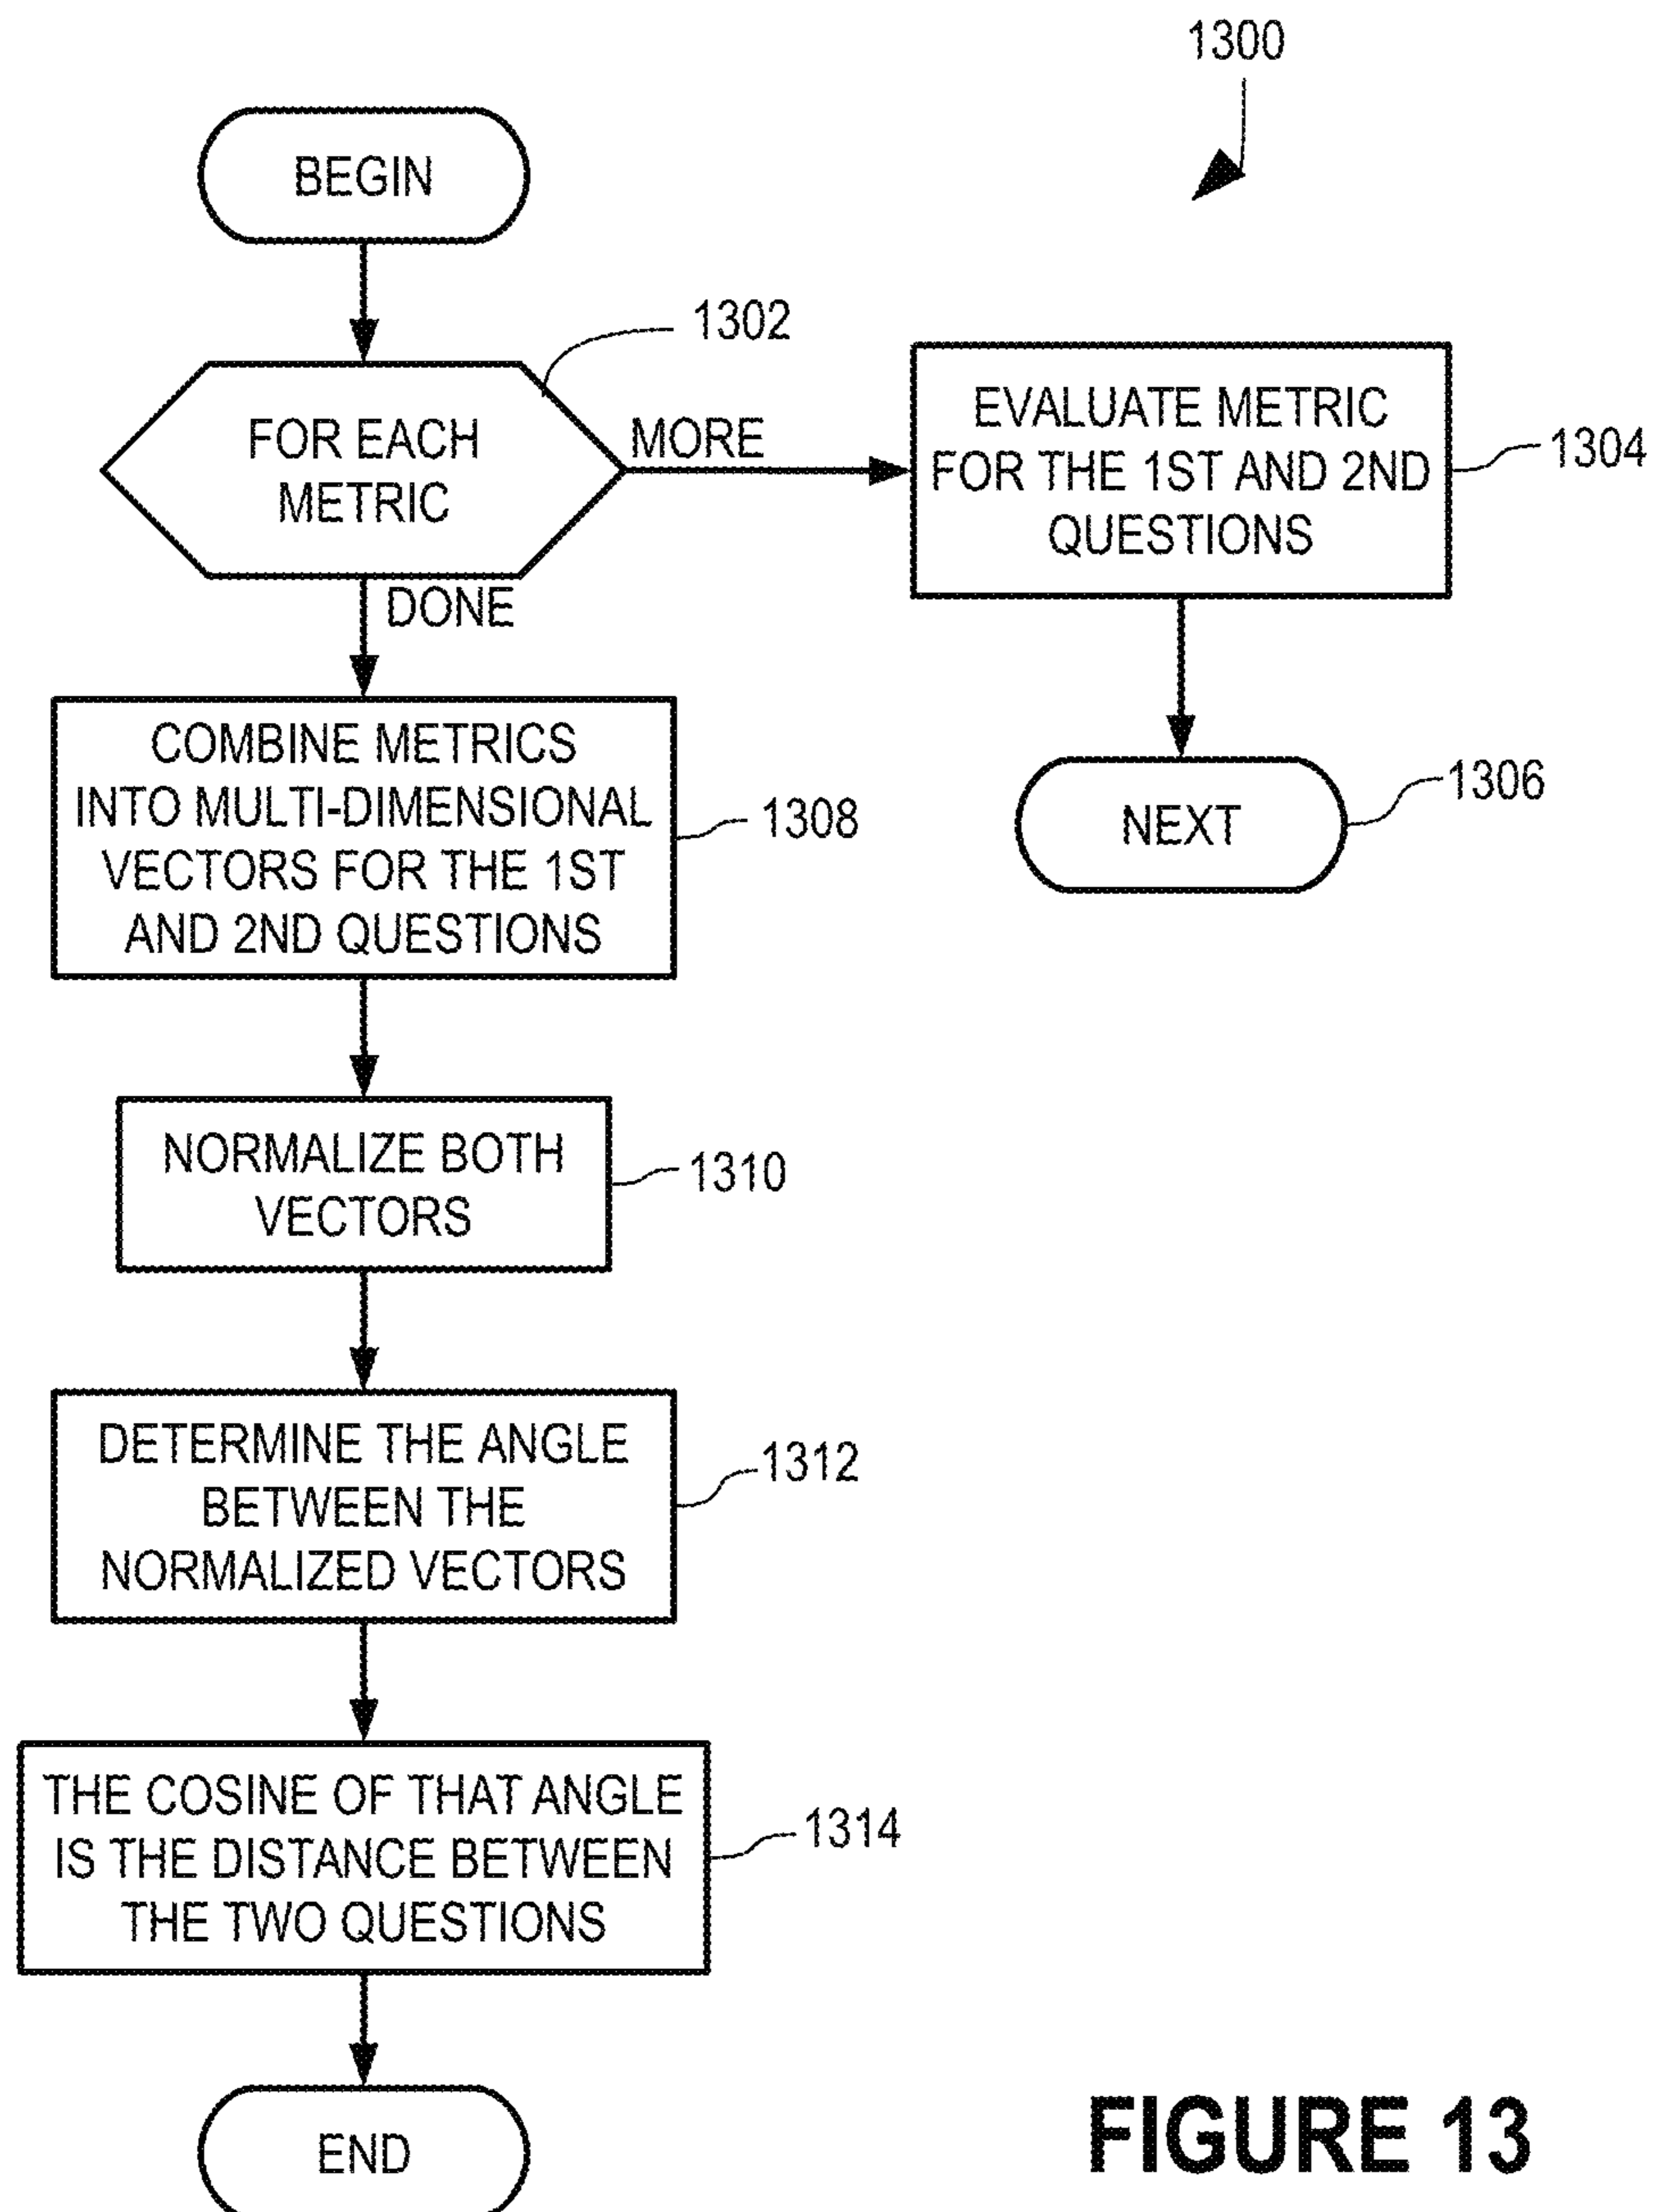 1300
BEGIN
1302
FOR EACH
METRIC
MORE
EVALUATE METRIC
FOR THE 1ST AND 2ND
QUESTIONS
1304
DONE
NEXT
1306
COMBINE METRICS
INTO MULTI-DIMENSIONAL
VECTORS FOR THE 1ST
AND 2ND QUESTIONS
1308
NORMALIZE BOTH
VECTORS
1310
DETERMINE THE ANGLE
BETWEEN THE
NORMALIZED VECTORS
1312
THE COSINE OF THAT ANGLE
IS THE DISTANCE BETWEEN
THE TWO QUESTIONS
1314
END
FIGURE 13